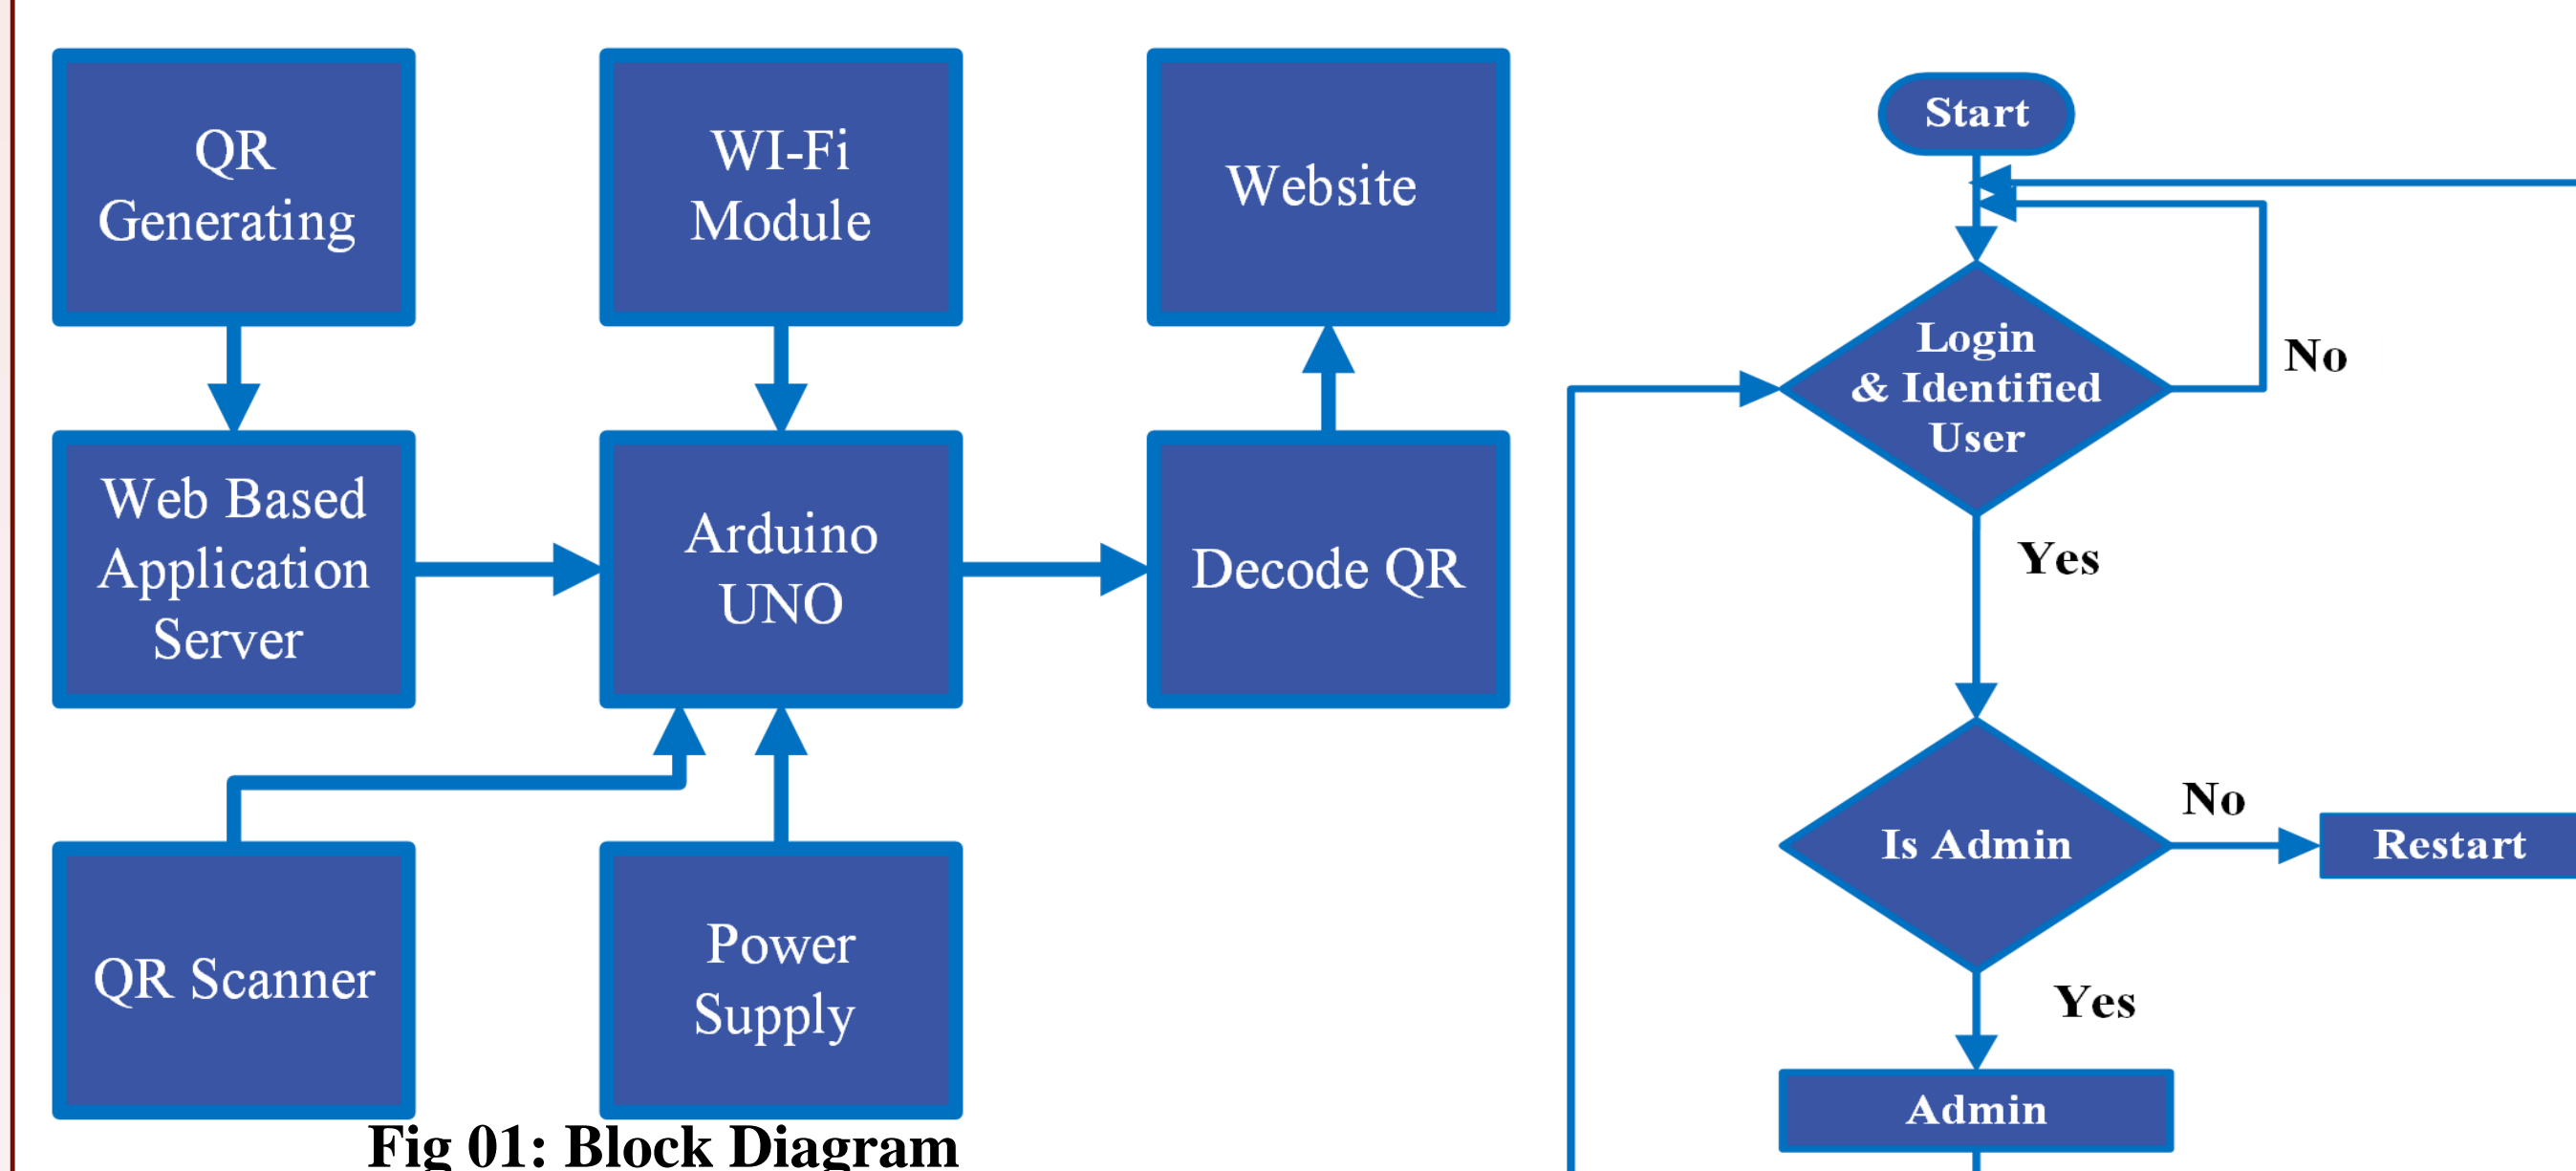 QR
Generating
WI-Fi
Module
Website
Web Based
Application
Server
Arduino
UNO
Decode QR
QR Scanner
Power
Supply
Fig 01: Block Diagram
Start
Login
& Identified
User
No
Yes
Is Admin
No
Restart
Yes
Admin